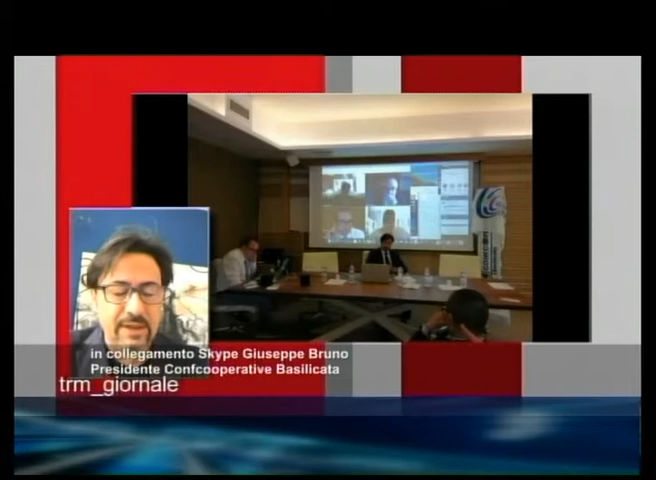 in collegamento Skype Giuseppe Bruno
Presidente Confcooperative Basilicata
trm_giornale